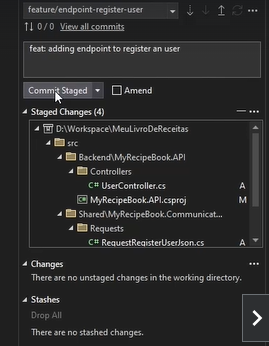 feature/endpoint-register-user
0 / 0 View all commits
feat: adding endpoint to register an user
Commit Staged
Amend
Staged Changes (4)
D:\Workspace\MeuLivroDeReceitas
src
Backend\MyRecipeBook.API
Controllers
UserController.cs A
MyRecipeBook.API.csproj M
Shared\MyRecipeBook.Communicat...
Requests
RequestRegisterUserJson.cs A
Changes
There are no unstaged changes in the working directory.
Stashes
Drop All
There are no stashed changes.